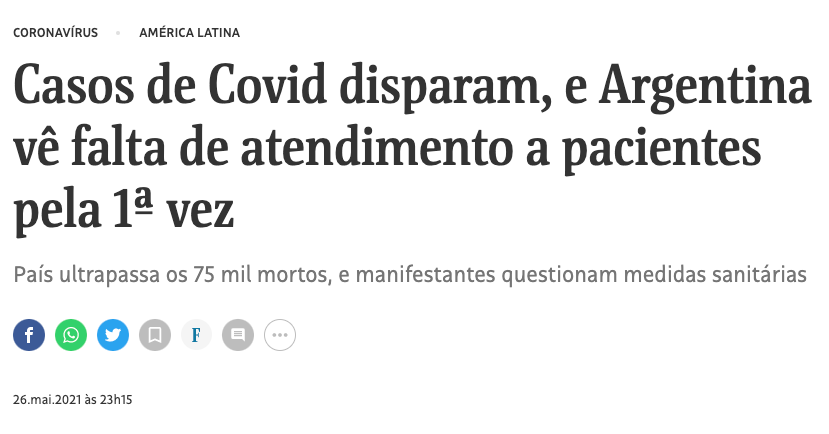 CORONAVÍRUS • AMÉRICA LATINA
Casos de Covid disparam, e Argentina
vê falta de atendimento a pacientes
pela 1ª vez
País ultrapassa os 75 mil mortos, e manifestantes questionam medidas sanitárias
F
26.mai.2021 às 23h15